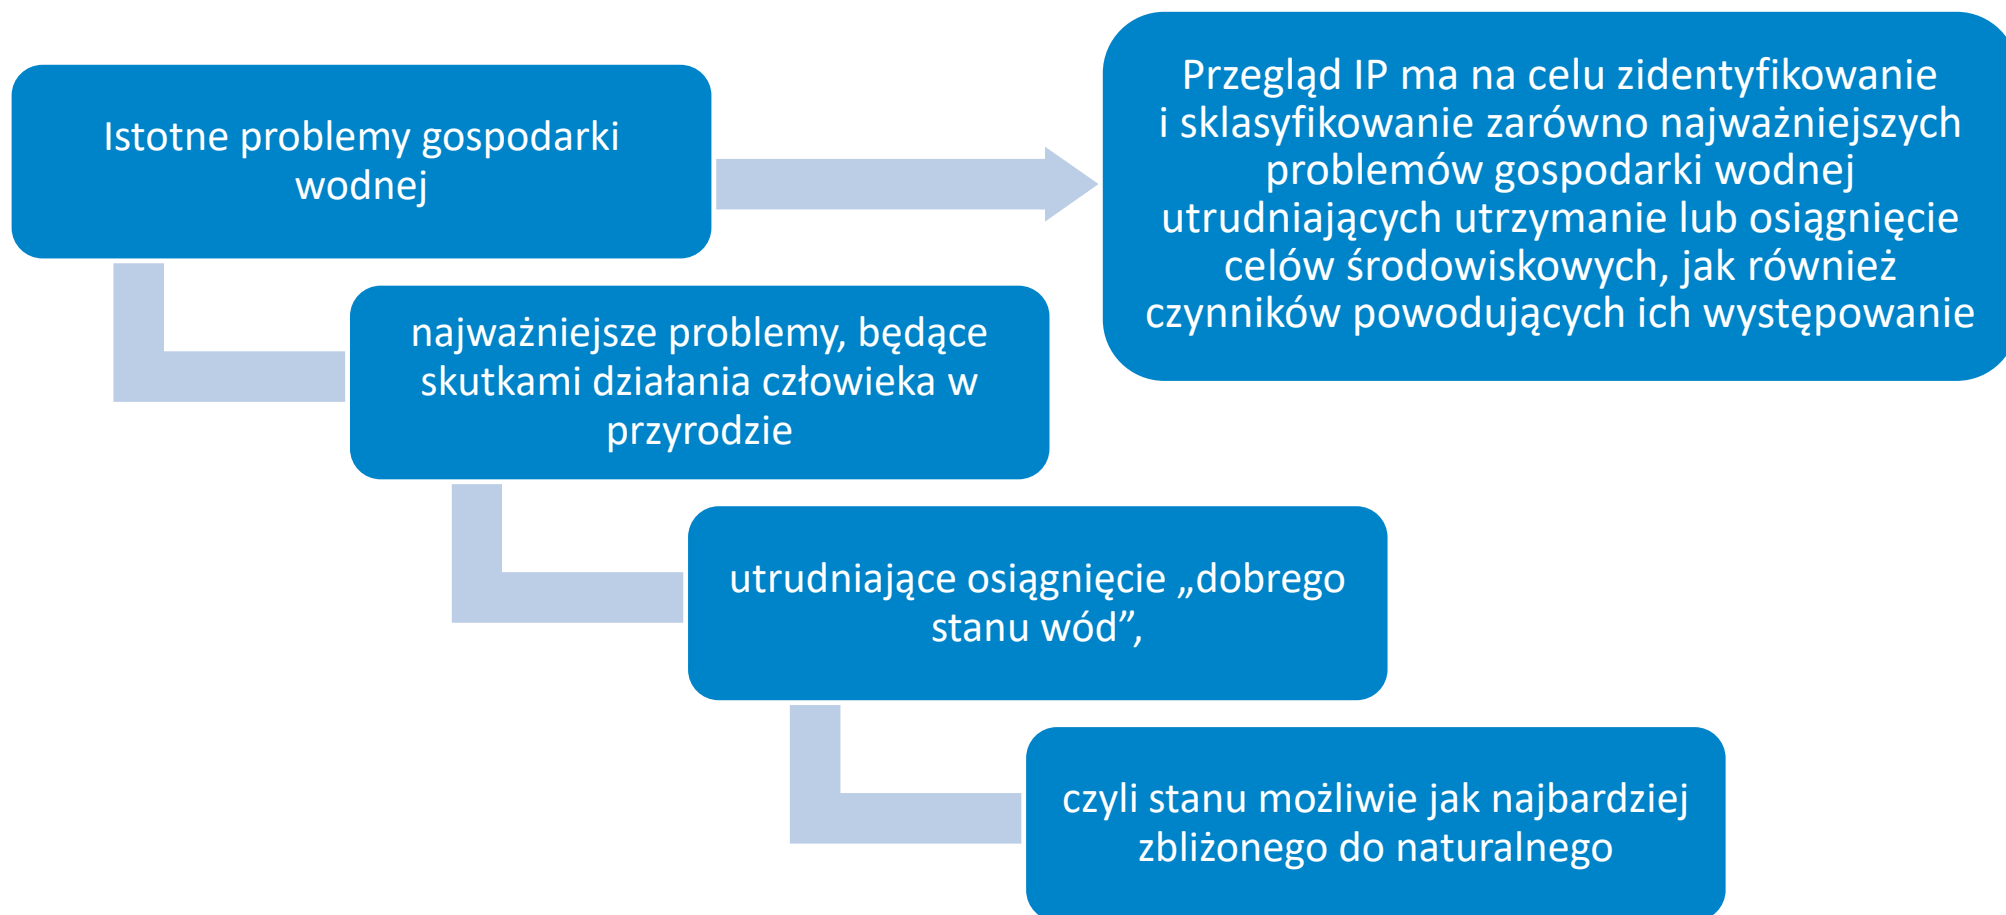 Istotne problemy gospodarki
wodnej
Przegląd IP ma na celu zidentyfikowanie
i sklasyfikowanie zarówno najważniejszych
problemów gospodarki wodnej
utrudniających utrzymanie lub osiągnięcie
celów środowiskowych, jak również
czynników powodujących ich występowanie
najważniejsze problemy, będące
skutkami działania człowieka w
przyrodzie
utrudniające osiągnięcie „dobrego
stanu wód”,
czyli stanu możliwie jak najbardziej
zbliżonego do naturalnego